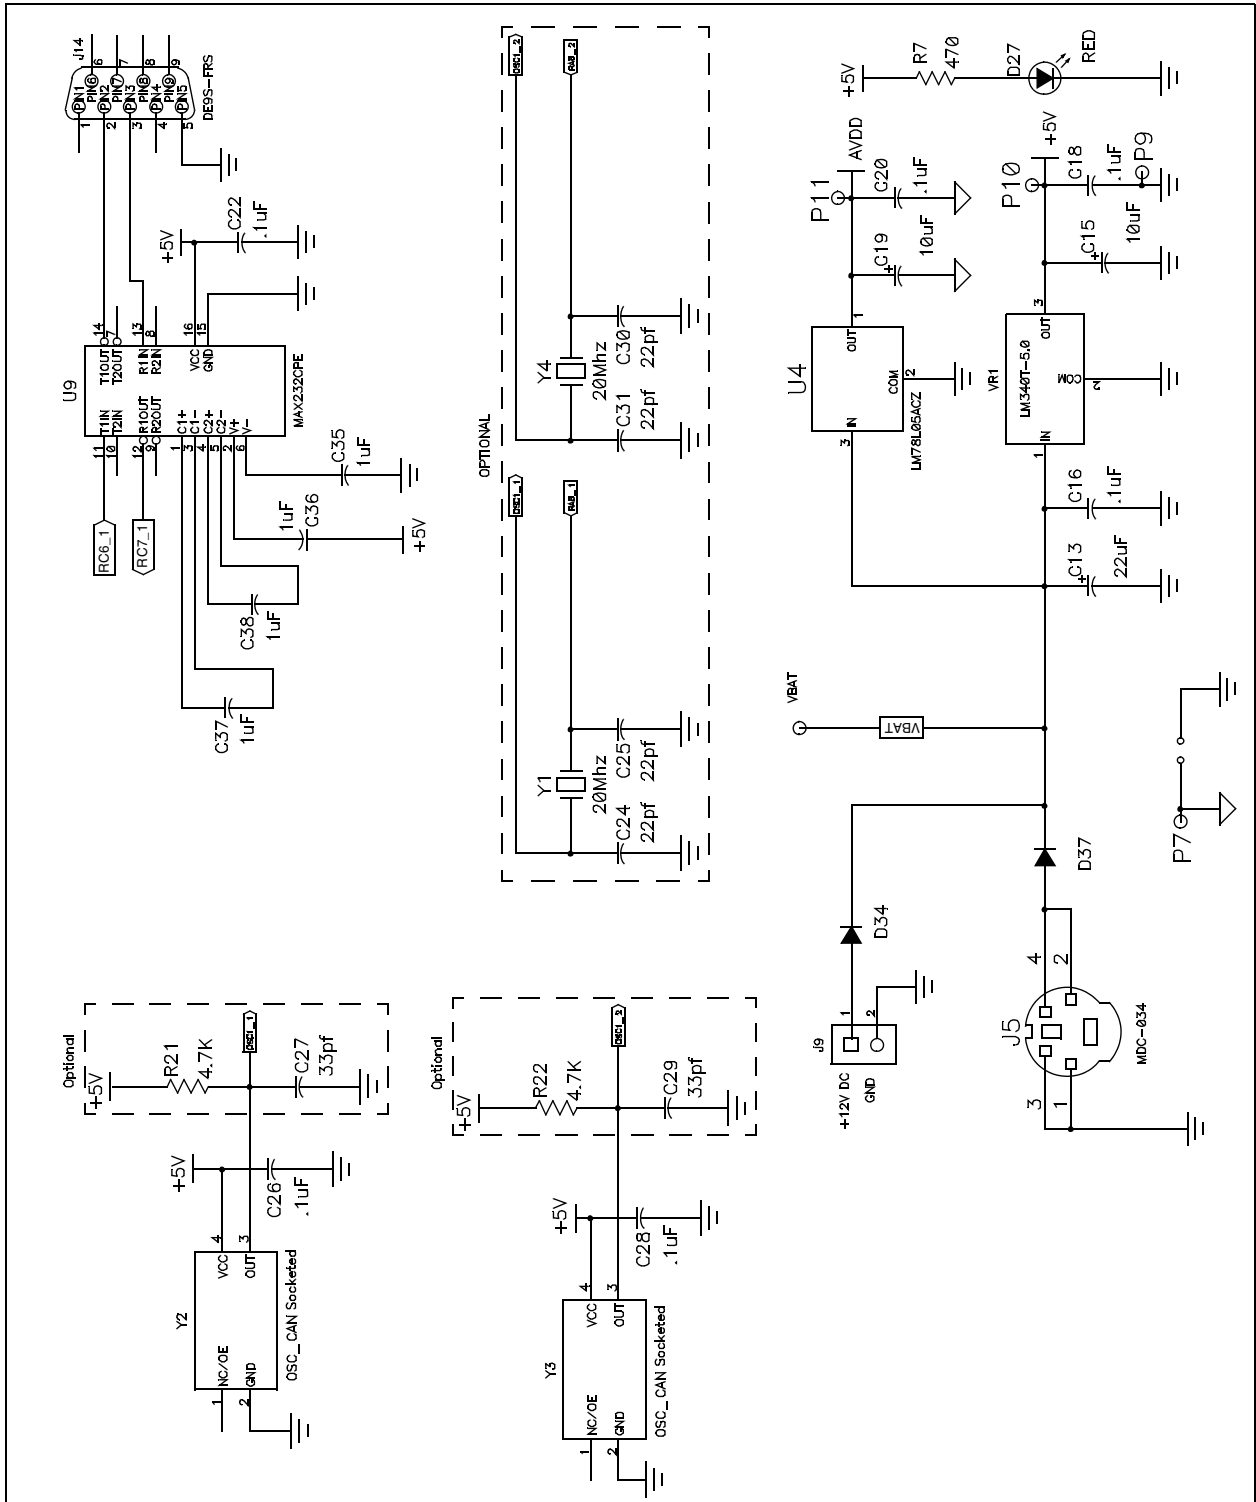 J14
6
7
8
9
PIN1
PIN6
PIN2
PIN7
PIN3
PIN8
PIN4
PIN9
PIN5
DE9S-FRS
1
2
3
4
5
+5V
C22
.1uF
U9
14
7
13
8
16
15
T1OUT
T2OUT
R1IN
R2IN
VCC
GND
T1IN
T2IN
R1OUT
R2OUT
C1+
C1-
C2+
C2-
V+
V-
MAX232CPE
11
10
12
9
1
3
4
5
2
6
RC6_1
RC7_1
C35
1uF
1uF
C36
+5V
C38
1uF
C37
1uF
OPTIONAL
OSC1_2
RA6_2
Y4
20Mhz
C30
22pf
C31
22pf
OSC1_1
RA6_1
Y1
20Mhz
C25
22pf
C24
22pf
+5V
R7
470
D27
RED
AVDD
P11
C20
.1uF
C19
10uF
+
U4
1
OUT
COM
2
IN
3
LM78L05ACZ
+5V
P10
C18
.1uF
P9
C15
10uF
+
3
OUT
VR1
LM340T-5.0
COM
2
IN
1
C16
.1uF
C13
22uF
+
VBAT
VBAT
P7
D37
D34
J9
1
2
+12V DC
GND
J5
4
2
3
1
MDC-034
Optional
+5V
R21
4.7K
OSC1_1
C27
33pf
+5V
C26
.1uF
Y2
4
3
VCC
OUT
NC/OE
GND
1
2
OSC_CAN Socketed
Optional
+5V
R22
4.7K
OSC1_2
C29
33pf
+5V
C28
.1uF
Y3
4
3
VCC
OUT
NC/OE
GND
1
2
OSC_CAN Socketed